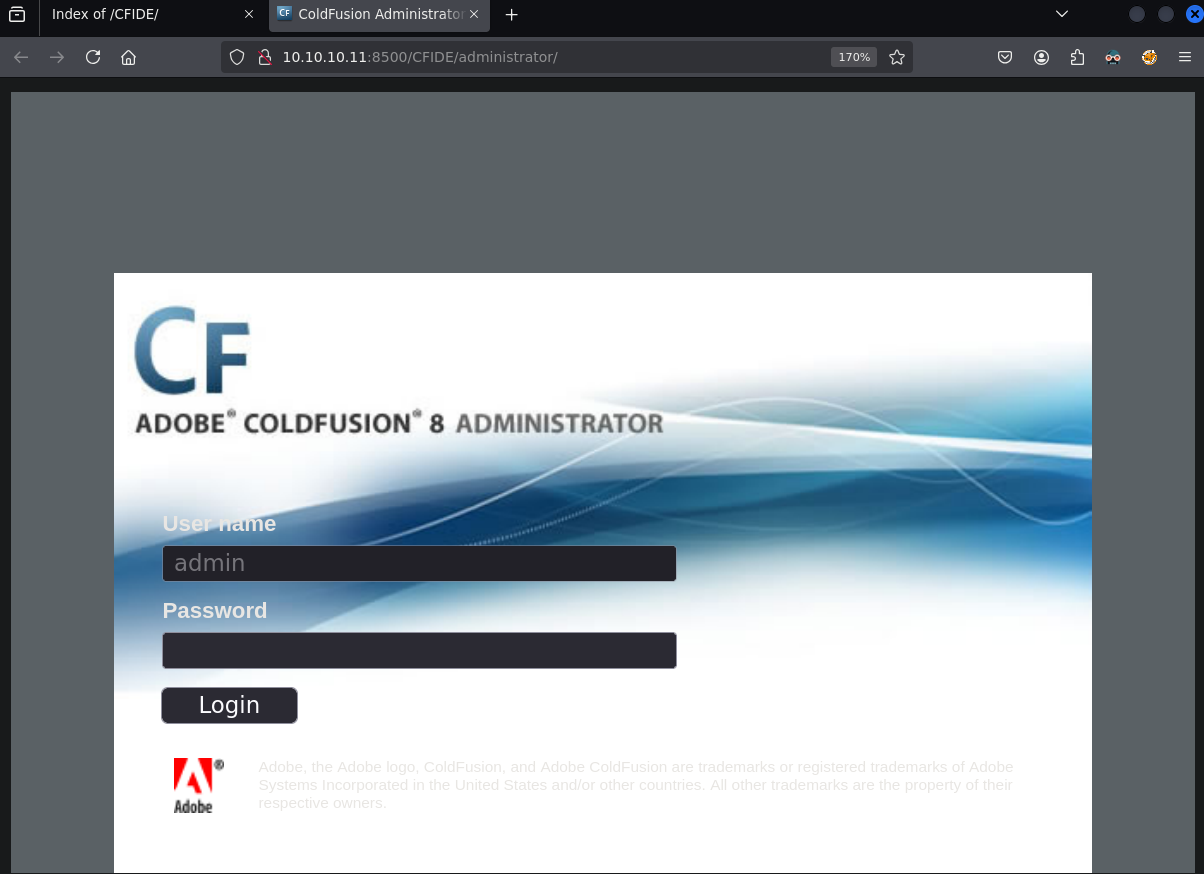 Index of /CFIDE/
CF ColdFusion Administrator
10.10.10.11:8500/CFIDE/administrator/
170%
CF
ADOBE® COLDFUSION® 8 ADMINISTRATOR
User name
admin
Password
Login
®
Adobe
Adobe, the Adobe logo, ColdFusion, and Adobe ColdFusion are trademarks or registered trademarks of Adobe
Systems Incorporated in the United States and/or other countries. All other trademarks are the property of their
respective owners.